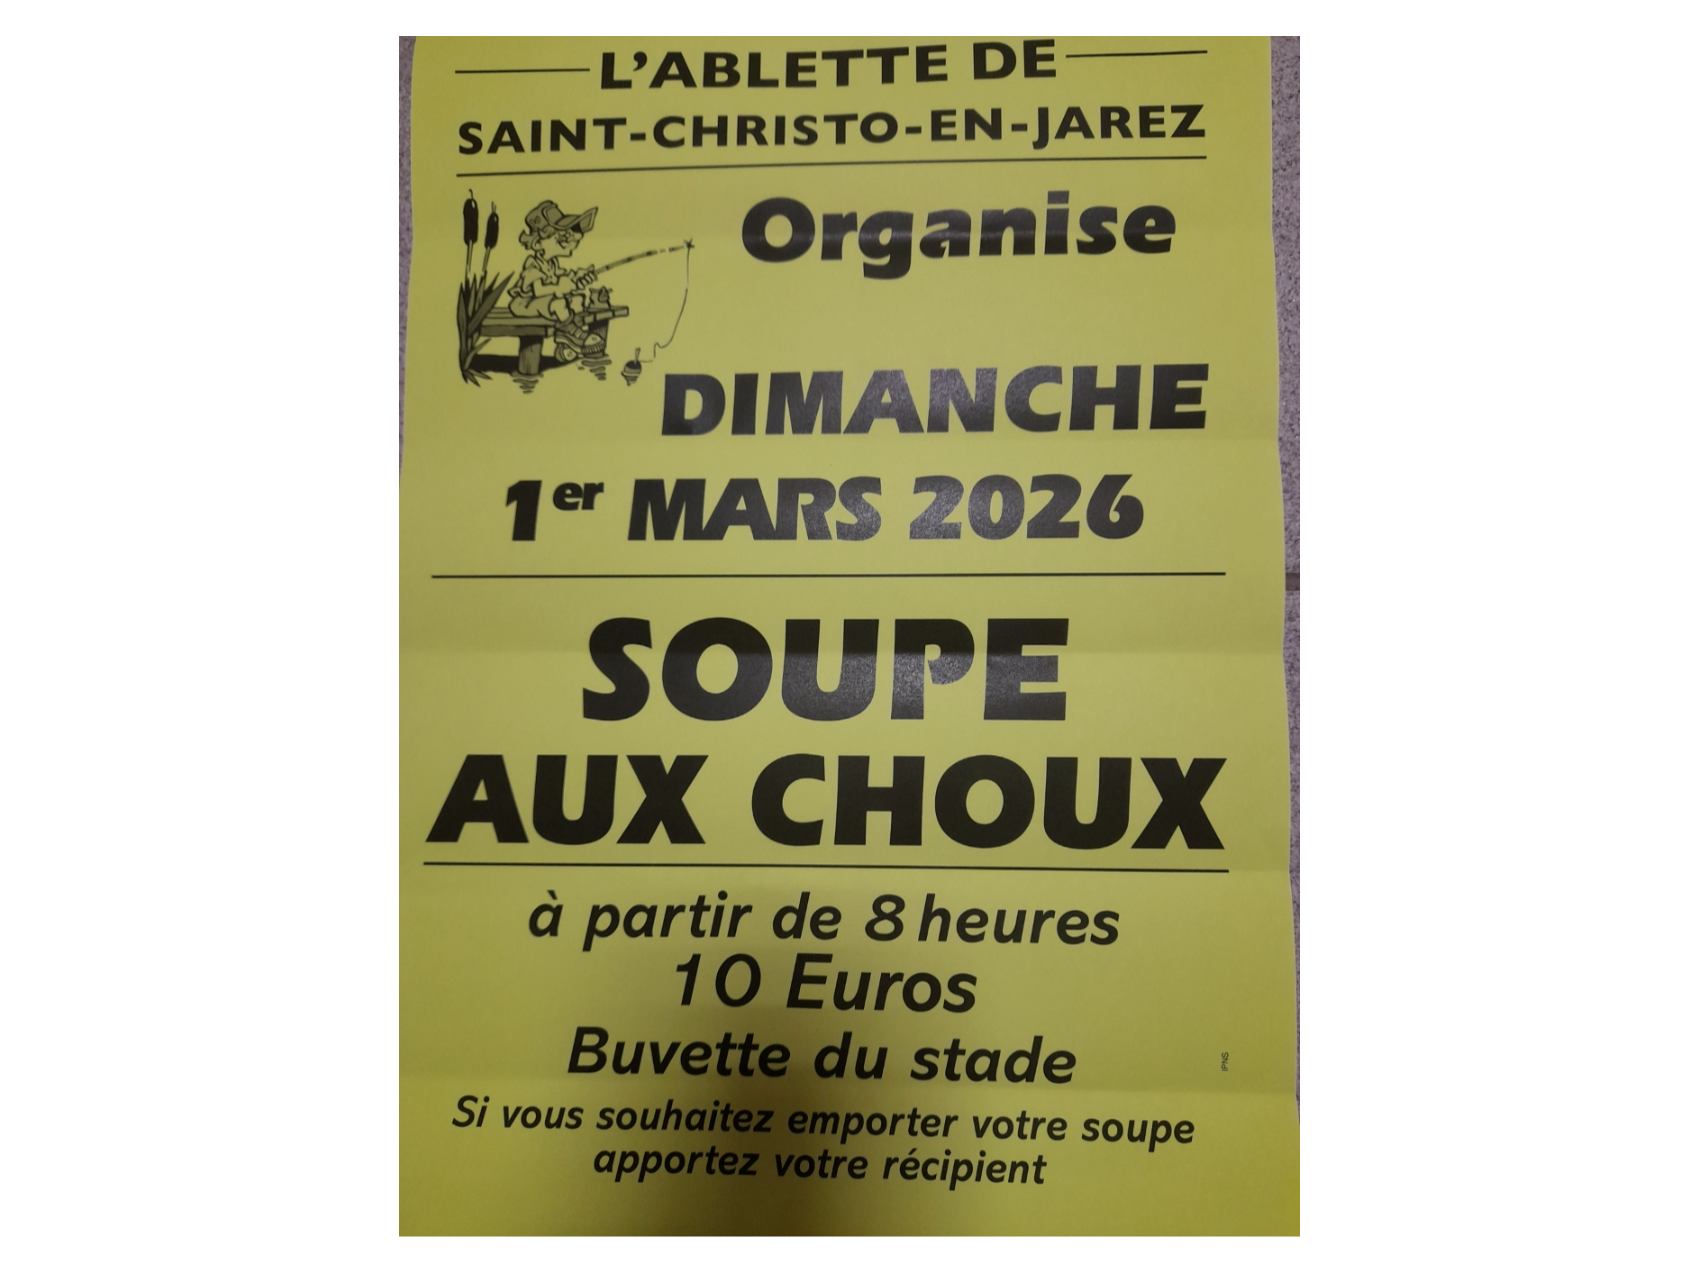 L'ABLETTE DE
SAINT-CHRISTO-EN-JAREZ
Organise
DIMANCHE
1er MARS 2026
SOUPE
AUX CHOUX
à partir de 8 heures
10 Euros
Buvette du stade
Si vous souhaitez emporter votre soupe
apportez votre récipient
IPNS